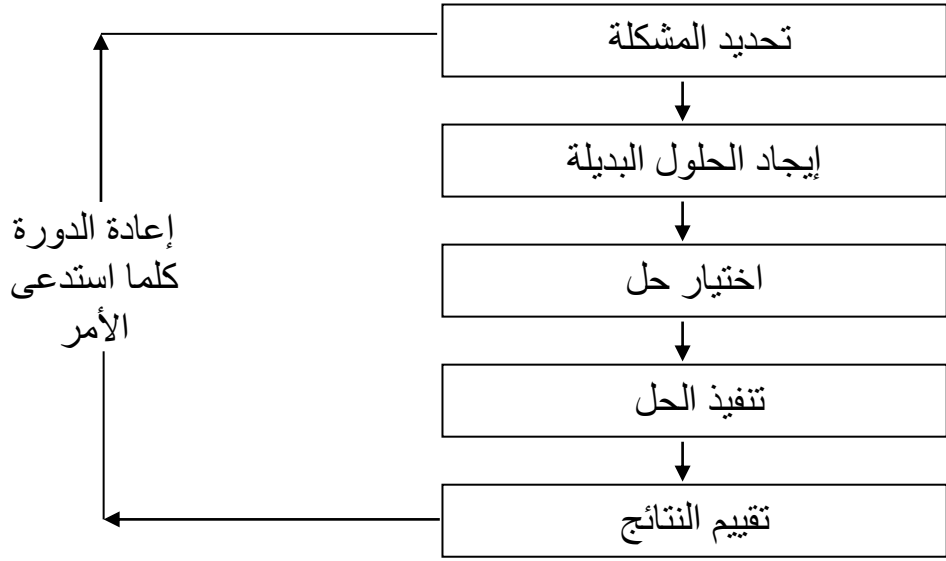 تحديد المشكلة
إيجاد الحلول البديلة
اختيار حل
تنفيذ الحل
تقييم النتائج
إعادة الدورة
كلما استدعى
الأمر